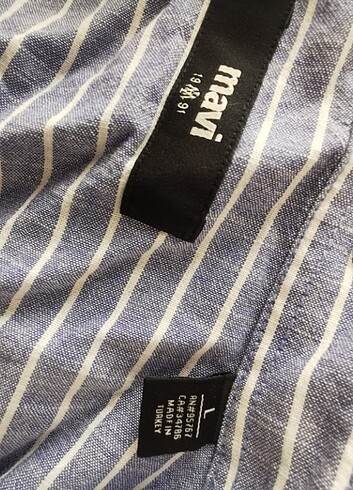 mavi
19 91
L
RN#95767
CA#34786
MADE IN
TURKEY